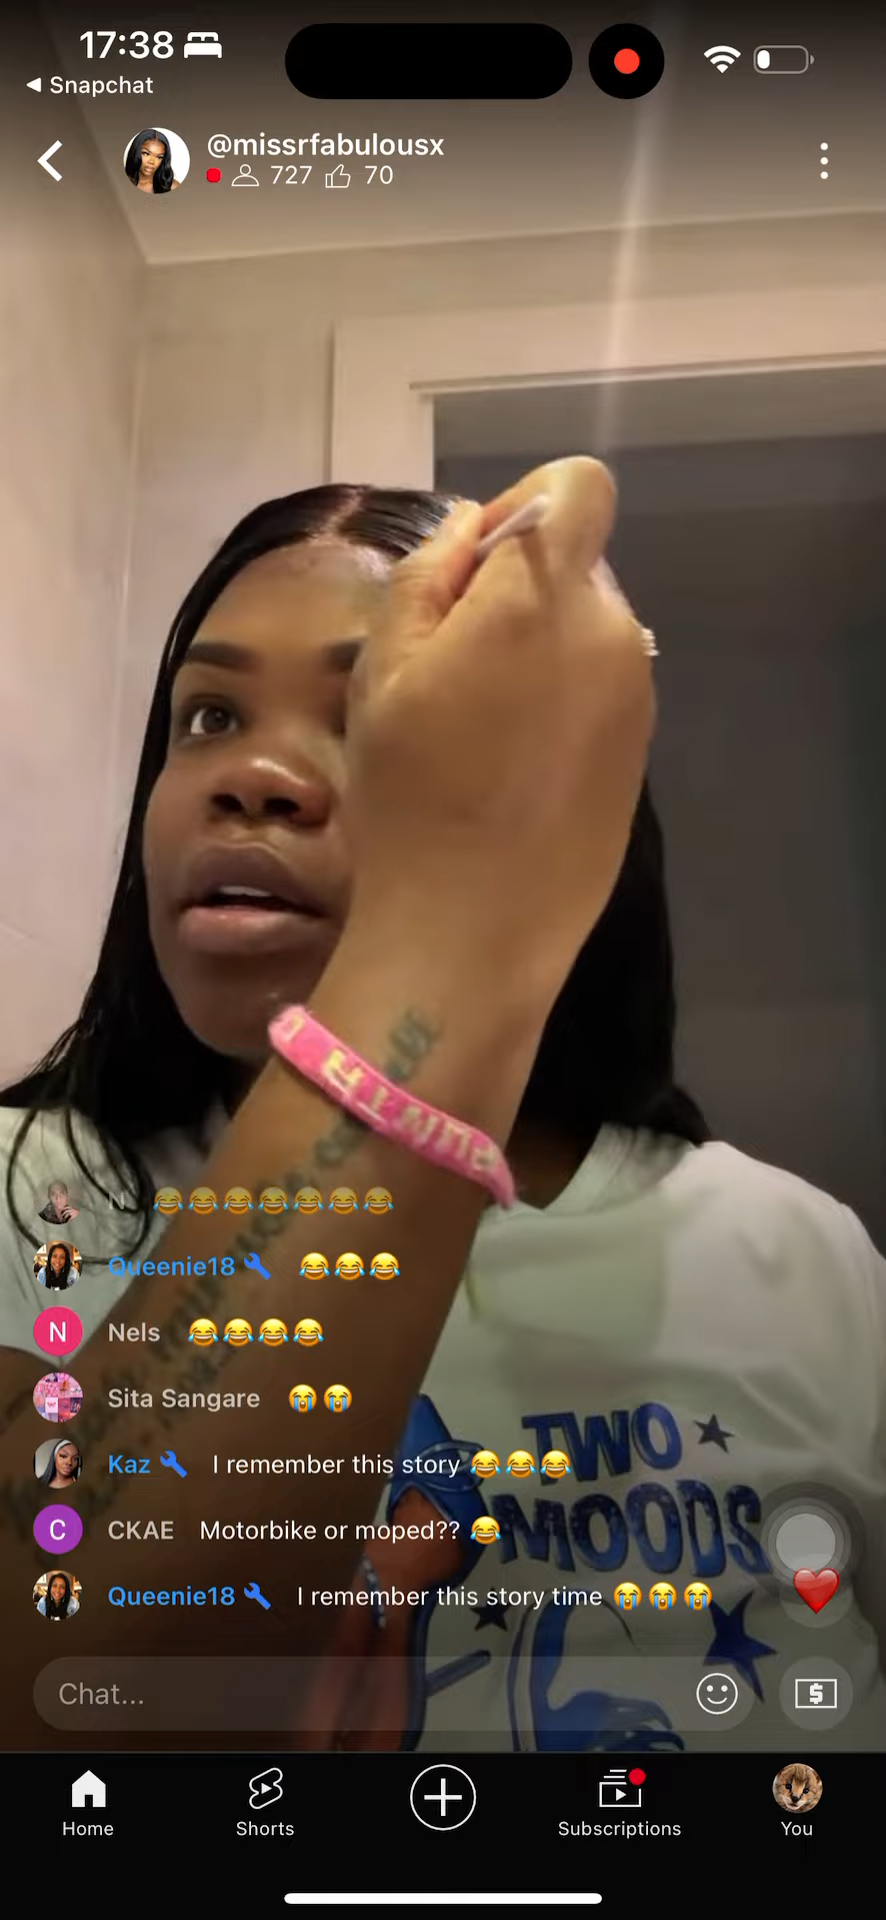 17:38
◀ Snapchat
@missrfabulousx
727 70
N 😂😂😂😂😂😂😂
Queenie18 🔧 😂😂😂
Nels 😂😂😂😂
N
Sita Sangare 😭😭
Kaz 🔧 I remember this story 😂😂😂
CKAE Motorbike or moped?? 😂
C
Queenie18 🔧 I remember this story time 😭😭😭
TWO
MOODS
Chat...
Home Shorts Subscriptions You